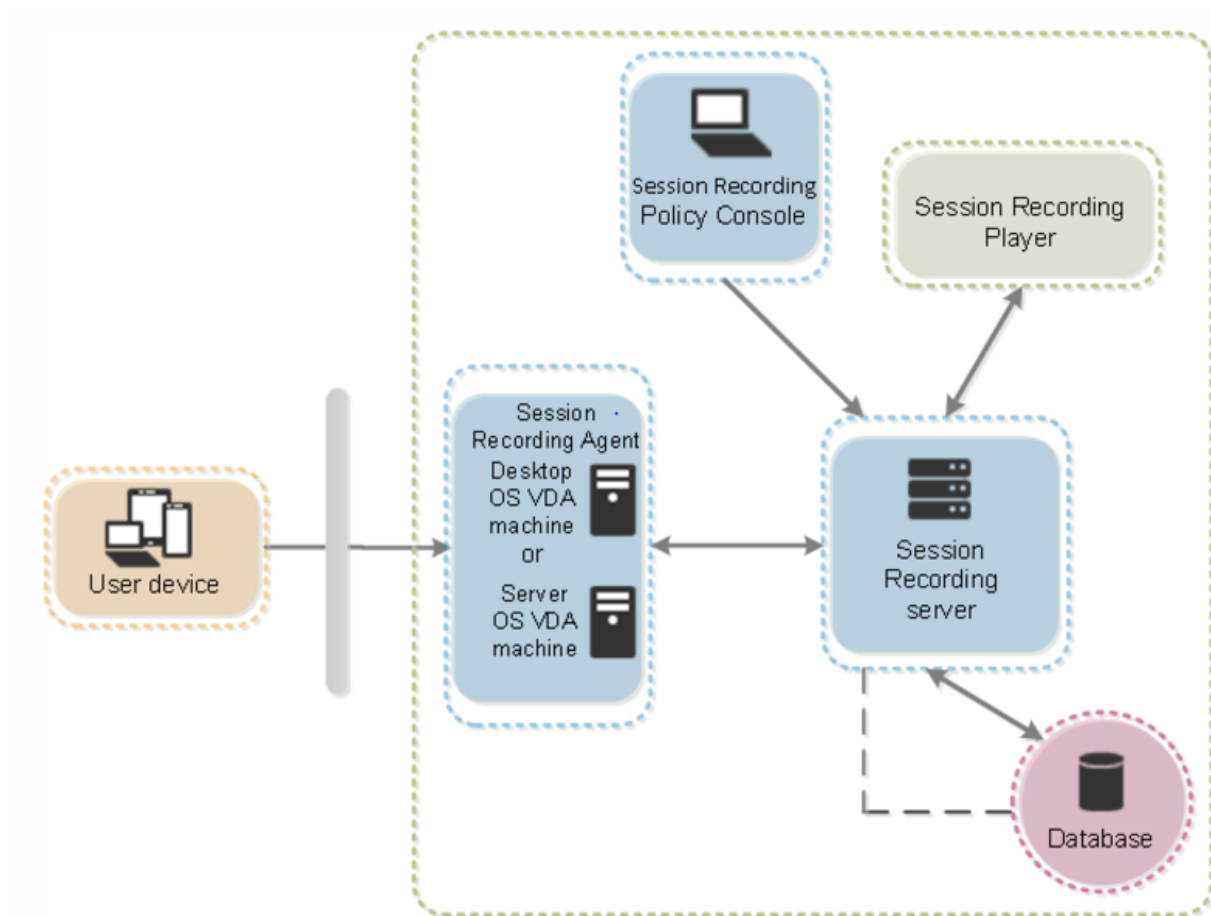 Session Recording
Policy Console
Session Recording
Player
Session
Recording Agent
Desktop
OS VDA
machine
or
Server
OS VDA
machine
User device
Session
Recording
server
Database